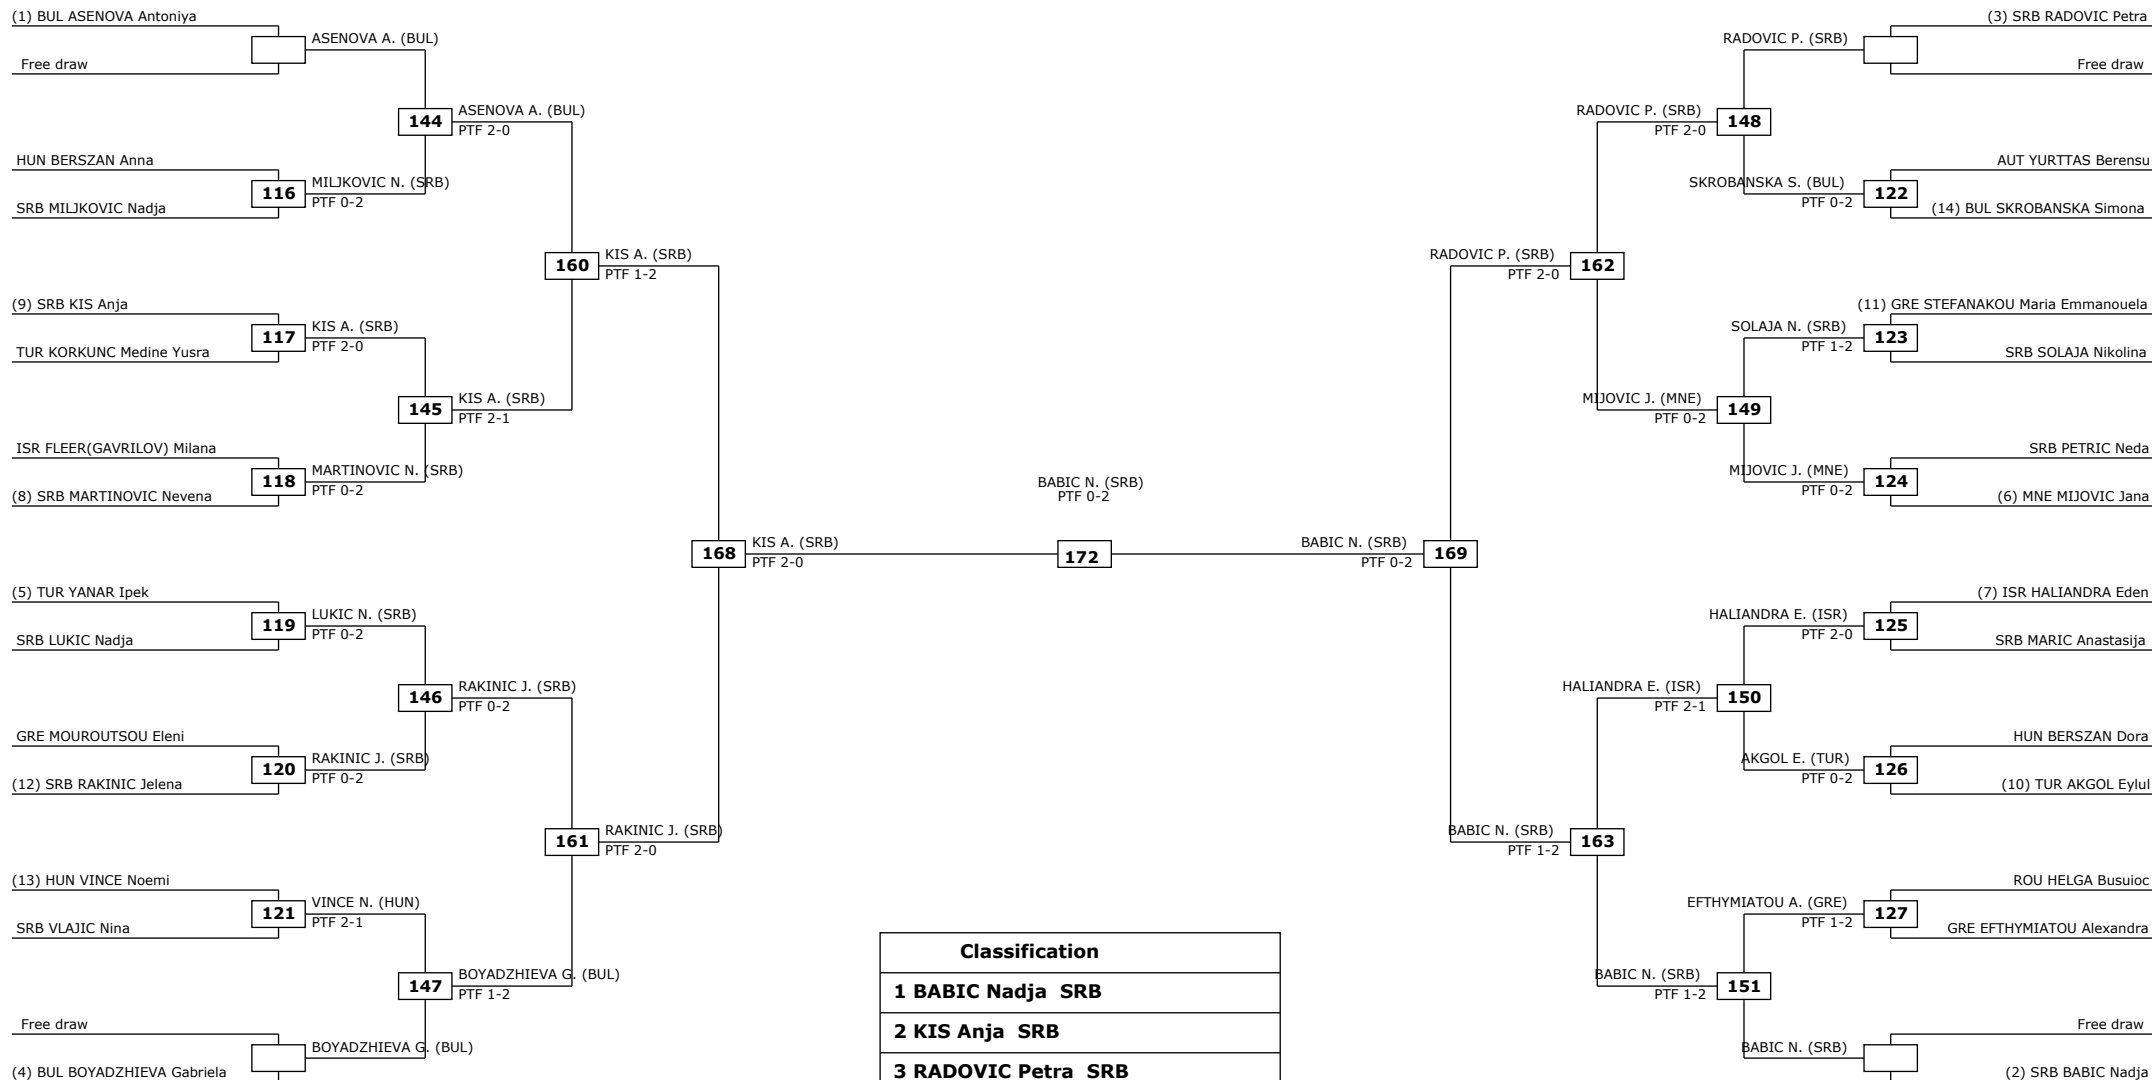 (1) BUL ASENOVA Antoniya
ASENOVA A. (BUL)
Free draw
144
ASENOVA A. (BUL)
PTF 2-0
HUN BERSZAN Anna
116
MILJKOVIC N. (SRB)
PTF 0-2
SRB MILJKOVIC Nadja
160
KIS A. (SRB)
PTF 1-2
(9) SRB KIS Anja
117
KIS A. (SRB)
PTF 2-0
TUR KORKUNC Medine Yusra
145
KIS A. (SRB)
PTF 2-1
ISR FLEER(GAVRILOV) Milana
118
MARTINOVIC N. (SRB)
PTF 0-2
(8) SRB MARTINOVIC Nevena
168
KIS A. (SRB)
PTF 2-0
(5) TUR YANAR Ipek
119
LUKIC N. (SRB)
PTF 0-2
SRB LUKIC Nadja
146
RAKINIC J. (SRB)
PTF 0-2
GRE MOUROUTSOU Eleni
120
RAKINIC J. (SRB)
PTF 0-2
(12) SRB RAKINIC Jelena
161
RAKINIC J. (SRB)
PTF 2-0
(13) HUN VINCE Noemi
121
VINCE N. (HUN)
PTF 2-1
SRB VLAJIC Nina
147
BOYADZHIEVA G. (BUL)
PTF 1-2
Free draw
BOYADZHIEVA G. (BUL)
(4) BUL BOYADZHIEVA Gabriela
BABIC N. (SRB)
PTF 0-2
172
(3) SRB RADOVIC Petra
RADOVIC P. (SRB)
Free draw
RADOVIC P. (SRB)
PTF 2-0
148
AUT YURTTAS Berensu
SKROBANSKA S. (BUL)
PTF 0-2
122
(14) BUL SKROBANSKA Simona
RADOVIC P. (SRB)
PTF 2-0
162
(11) GRE STEFANAKOU Maria Emmanouela
SOLAJA N. (SRB)
PTF 1-2
123
SRB SOLAJA Nikolina
MIJOVIC J. (MNE)
PTF 0-2
149
SRB PETRIC Neda
MIJOVIC J. (MNE)
PTF 0-2
124
(6) MNE MIJOVIC Jana
BABIC N. (SRB)
PTF 0-2
169
(7) ISR HALIANDRA Eden
HALIANDRA E. (ISR)
PTF 2-0
125
SRB MARIC Anastasija
HALIANDRA E. (ISR)
PTF 2-1
150
HUN BERSZAN Dora
AKGOL E. (TUR)
PTF 0-2
126
(10) TUR AKGOL Eylul
BABIC N. (SRB)
PTF 1-2
163
ROU HELGA Busuioc
EFTHYMIATOU A. (GRE)
PTF 1-2
127
GRE EFTHYMIATOU Alexandra
BABIC N. (SRB)
PTF 1-2
151
Free draw
BABIC N. (SRB)
(2) SRB BABIC Nadja
Classification
1 BABIC Nadja SRB
2 KIS Anja SRB
3 RADOVIC Petra SRB